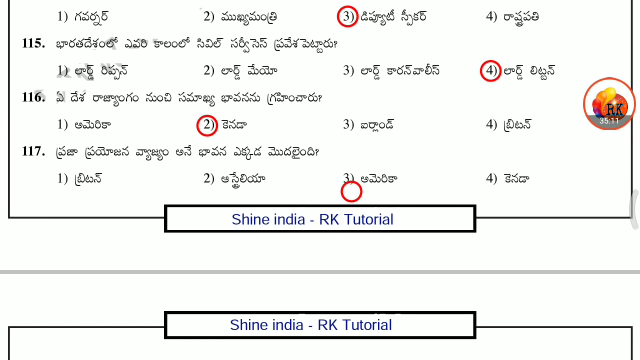 1) గవర్నర్ 2) ముఖ్యమంత్రి 3) డిప్యూటీ స్పీకర్ 4) రాష్ట్రపతి
115. భారతదేశంలో ఎవరి కాలంలో సివిల్ సర్వీసెస్ ప్రవేశపెట్టారు?
1) లార్డ్ రిప్పన్ 2) లార్డ్ మేయో 3) లార్డ్ కారన్‌వాలీస్ 4) లార్డ్ లిట్టన్
116. ఏ దేశ రాజ్యాంగం నుంచి సమాఖ్య భావనను గ్రహించారు?
1) అమెరికా 2) కెనడా 3) ఐర్లాండ్ 4) బ్రిటన్
117. ప్రజా ప్రయోజన వ్యాజ్యం అనే భావన ఎక్కడ మొదలైంది?
1) బ్రిటన్ 2) ఆస్ట్రేలియా 3) అమెరికా 4) కెనడా
RK
35:11
Shine india - RK Tutorial
Shine india - RK Tutorial